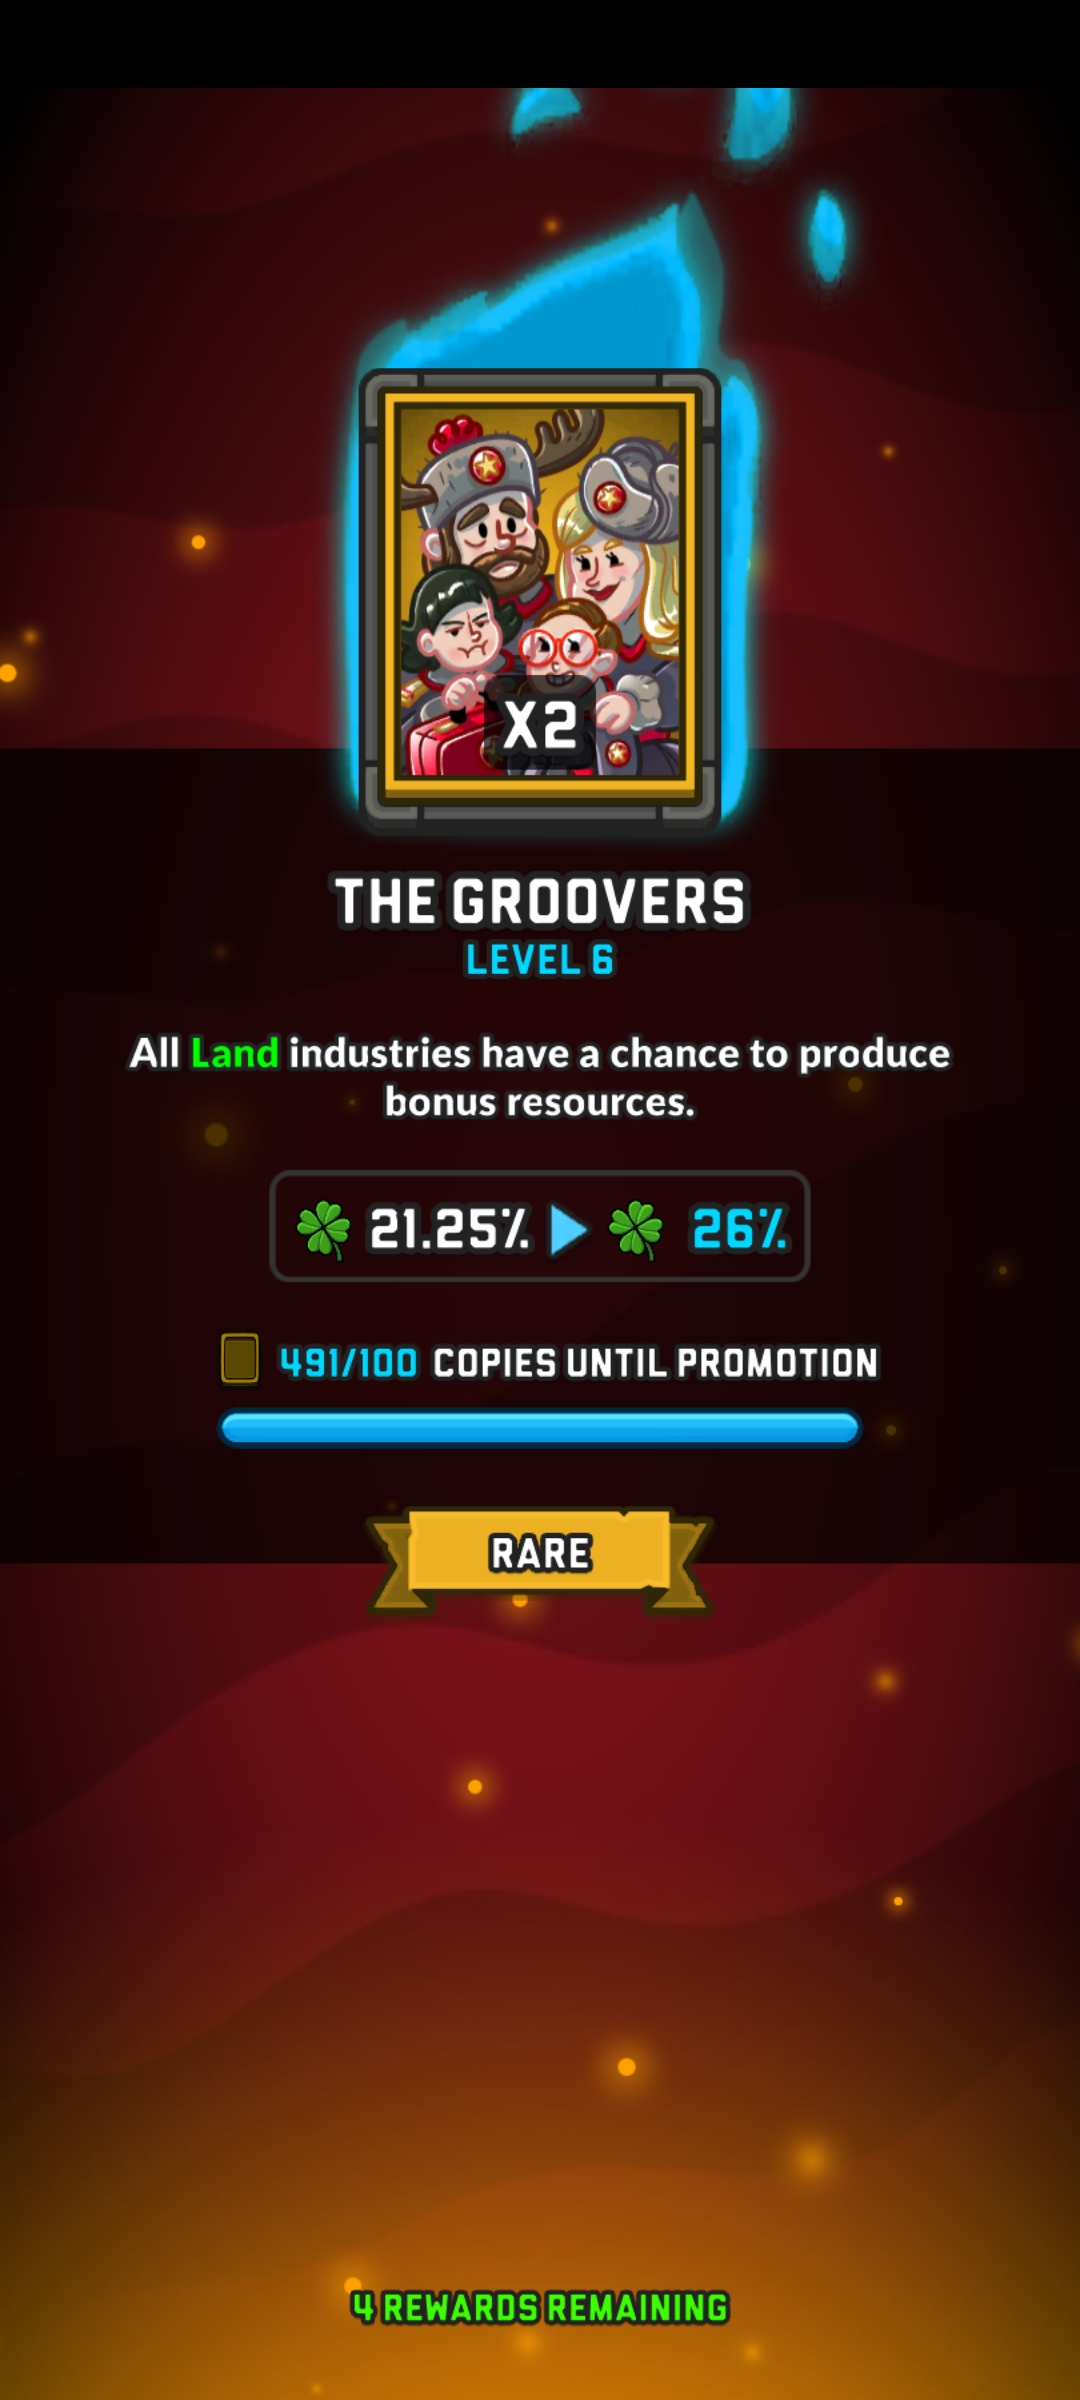 X2
THE GROOVERS
LEVEL 6
All Land industries have a chance to produce
bonus resources.
21.25% 26%
491/100 COPIES UNTIL PROMOTION
RARE
4 REWARDS REMAINING